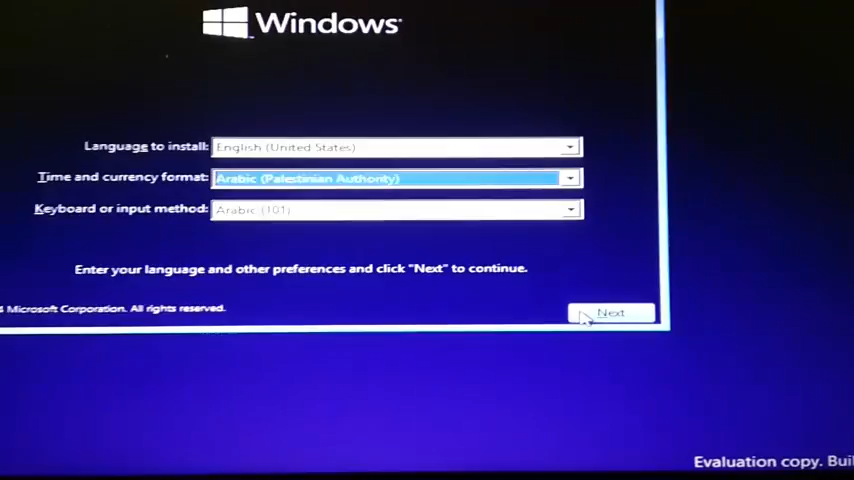 Windows
Language to install: English (United States)
Time and currency format: Arabic (Palestinian Authority)
Keyboard or input method: Arabic (101)
Enter your language and other preferences and click "Next" to continue.
Microsoft Corporation. All rights reserved.
Next
Evaluation copy.